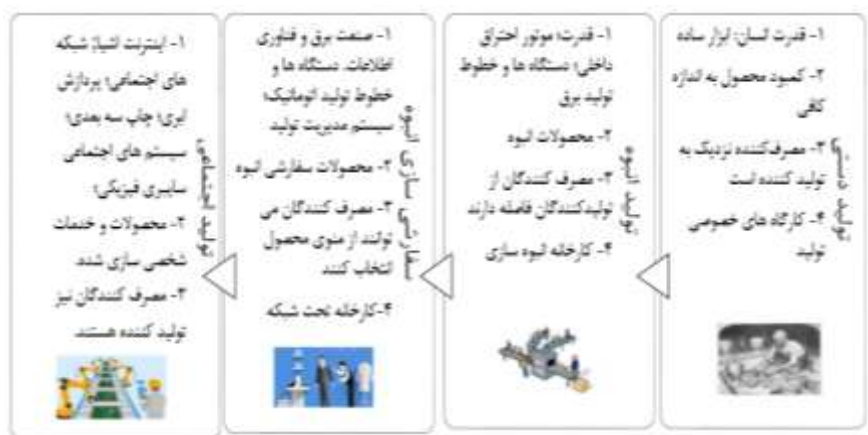 تولید دستی
۱- قدرت انسان: ابزار ساده
۲- کمبود محصول به اندازه
کافی
۳- مصرف‌کننده نزدیک به
تولید کننده است
۴- کارگاه های خصوصی
تولید
تولید انبوه
۱- قدرت؛ موتور احتراق
داخلی؛ دستگاه ها و خطوط
تولید برق
۲- محصولات انبوه
۳- مصرف کنندگان از
تولیدکنندگان فاصله دارند
۴- کارخانه انبوه سازی
سفارشی سازی انبوه
۱- صنعت برق و فناوری
اطلاعات، دستگاه ها و
خطوط تولید اتوماتیک؛
سیستم مدیریت تولید
۲- محصولات سفارشی انبوه
۳- مصرف کنندگان می
توانند از منوی محصول
انتخاب کنند
۴-کارخانه تحت شبکه
تولید اجتماعی
۱- اینترنت اشیا؛ شبکه
های اجتماعی؛ پردازش
ابری؛ چاپ سه بعدی؛
سیستم های اجتماعی
سایبری فیزیکی؛
۲- محصولات و خدمات
شخصی سازی شده.
۳- مصرف کنندگان نیز
تولید کننده هستند.